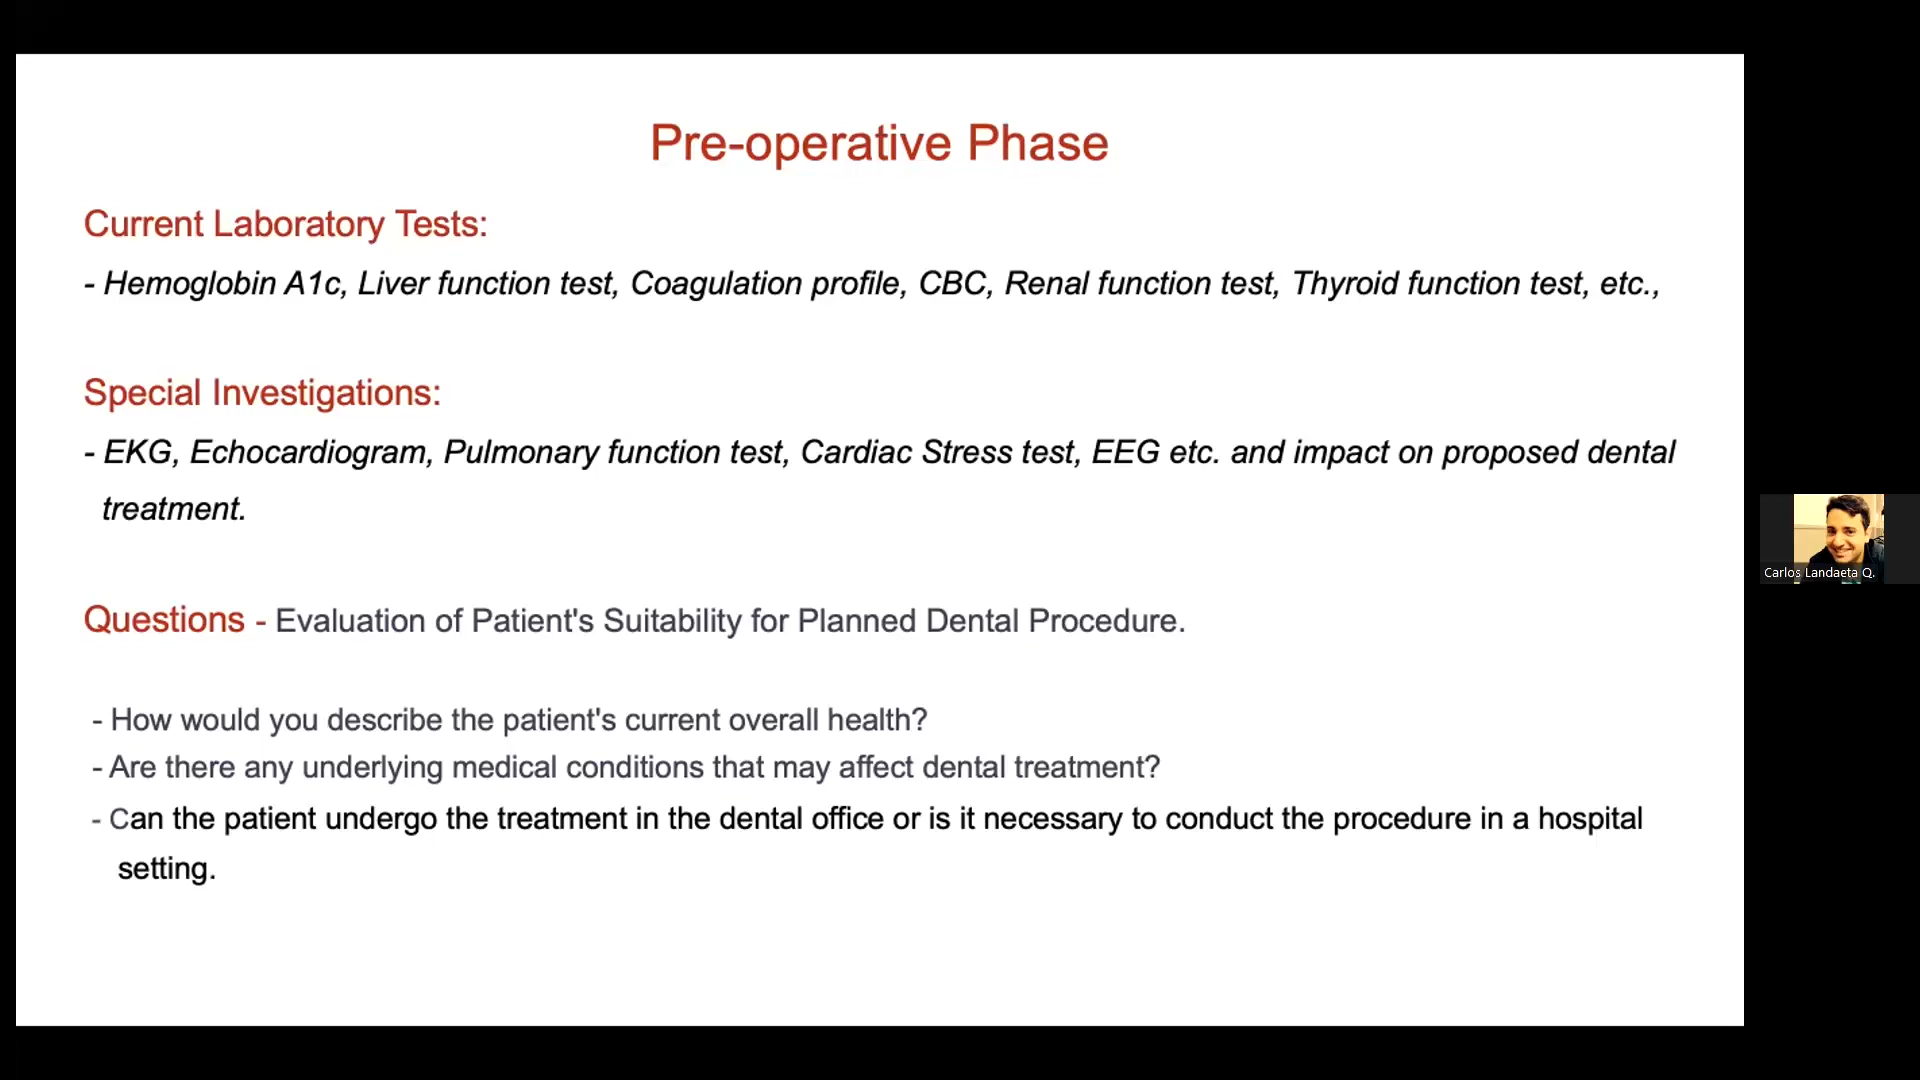 Pre-operative Phase
Current Laboratory Tests:
- Hemoglobin A1c, Liver function test, Coagulation profile, CBC, Renal function test, Thyroid function test, etc.,
Special Investigations:
- EKG, Echocardiogram, Pulmonary function test, Cardiac Stress test, EEG etc. and impact on proposed dental
treatment.
Questions - Evaluation of Patient's Suitability for Planned Dental Procedure.
- How would you describe the patient's current overall health?
- Are there any underlying medical conditions that may affect dental treatment?
- Can the patient undergo the treatment in the dental office or is it necessary to conduct the procedure in a hospital
setting.
Carlos Landaeta Q.